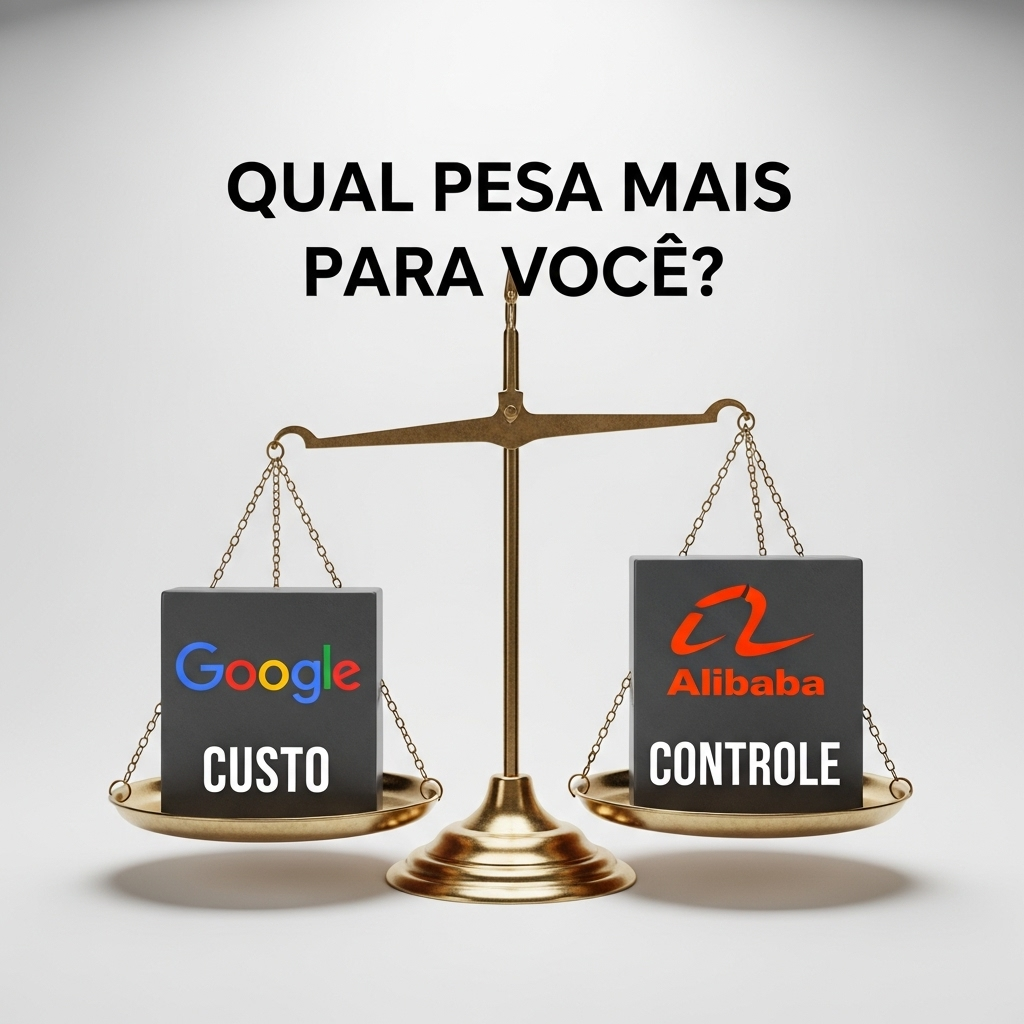 QUAL PESA MAIS
PARA VOCÊ?
Google
CUSTO
Alibaba
CONTROLE